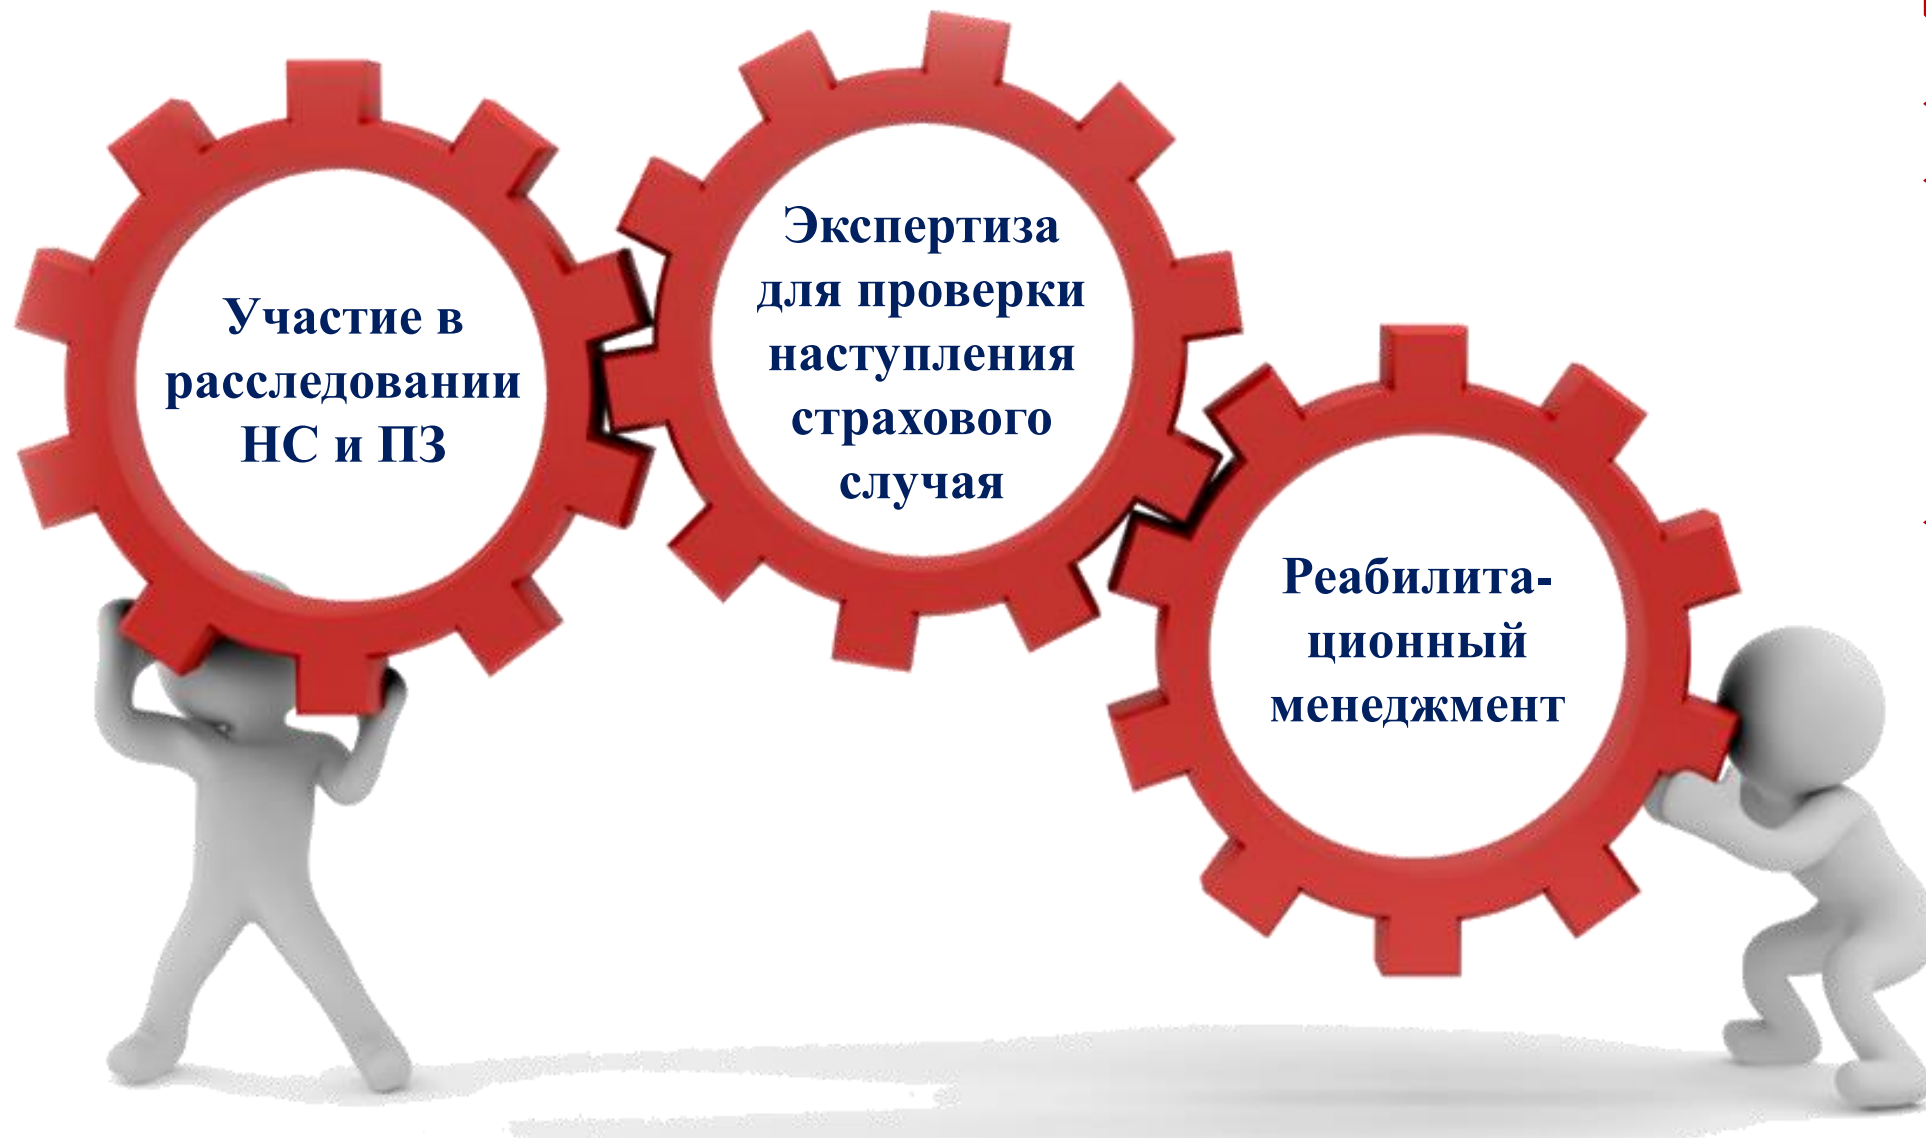 Участие в
расследовании
НС и ПЗ
Экспертиза
для проверки
наступления
страхового
случая
Реабилита-
ционный
менеджмент